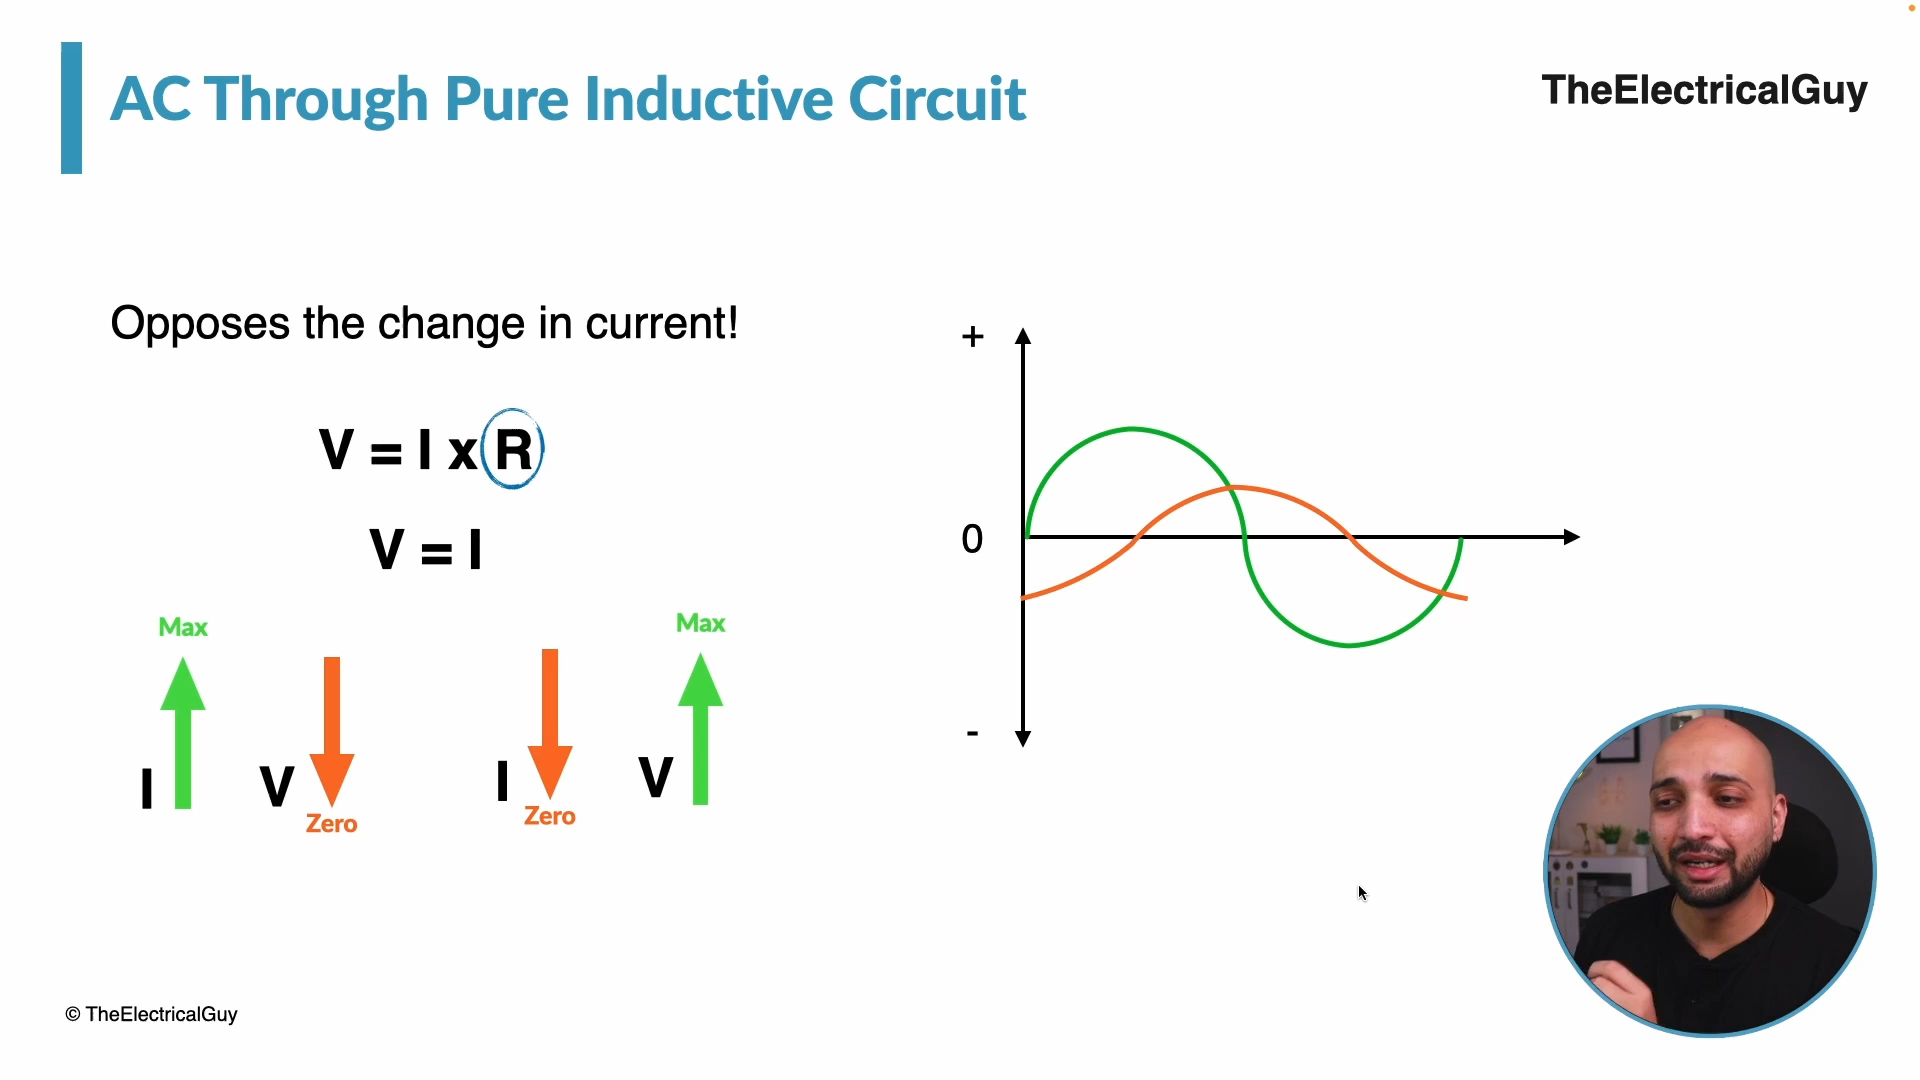 AC Through Pure Inductive Circuit
TheElectricalGuy
Opposes the change in current!
V = I x R
V = I
Max
Max
I
V
I
V
Zero
Zero
+
0
-
© TheElectricalGuy